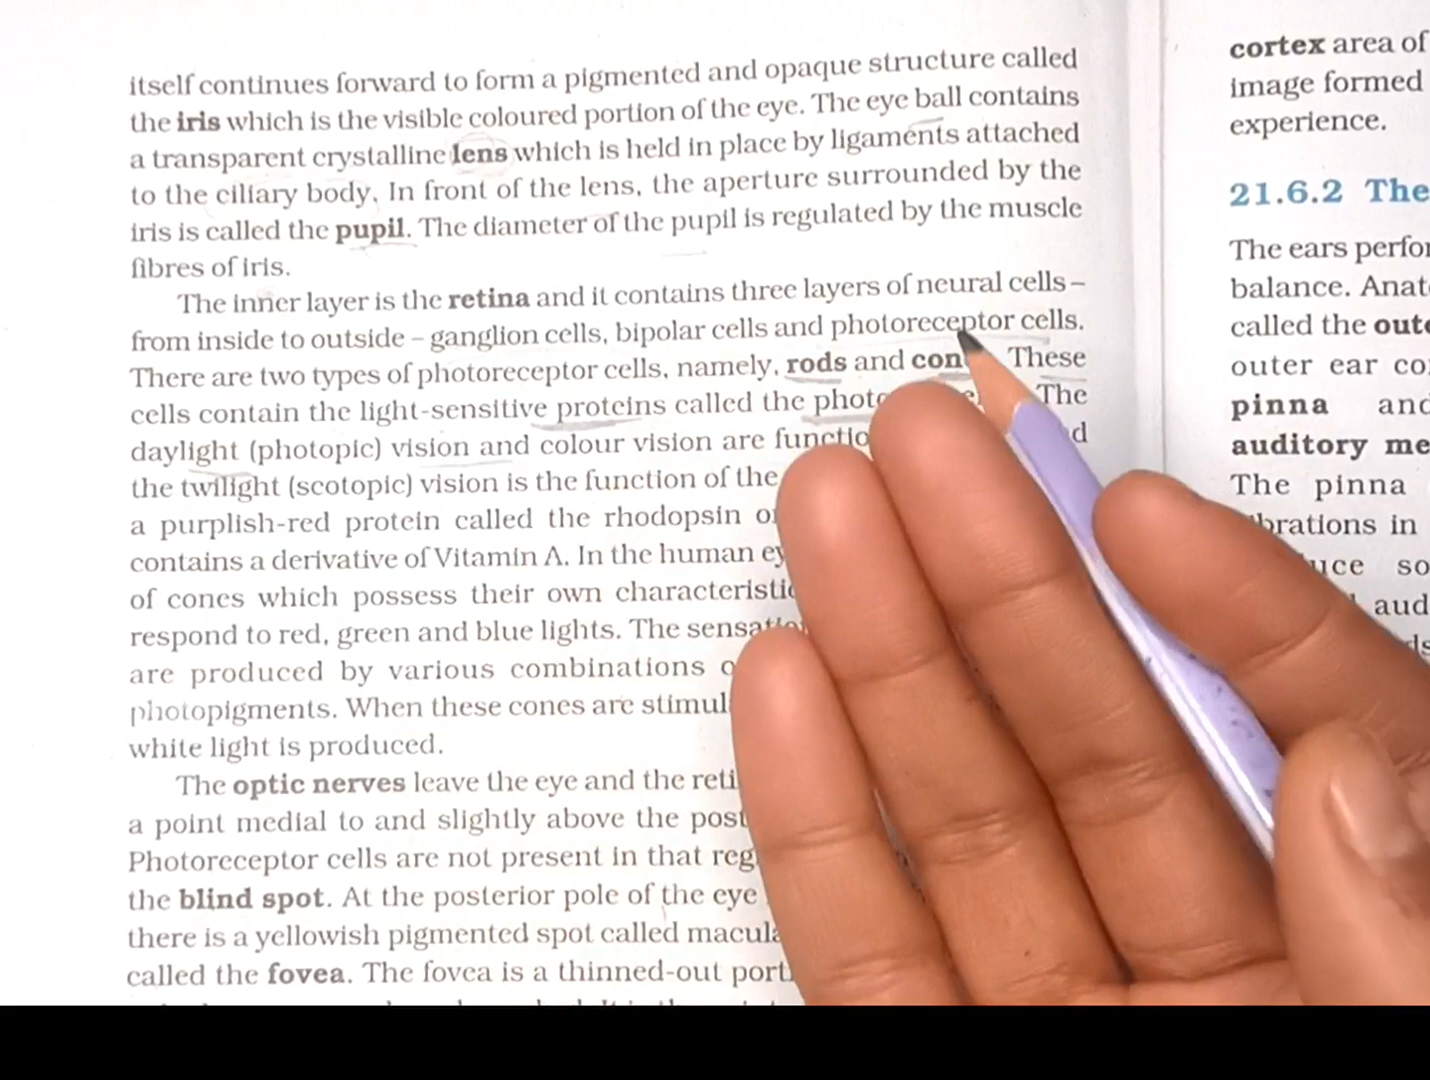 itself continues forward to form a pigmented and opaque structure called
the iris which is the visible coloured portion of the eye. The eye ball contains
a transparent crystalline lens which is held in place by ligaments attached
to the ciliary body. In front of the lens, the aperture surrounded by the
iris is called the pupil. The diameter of the pupil is regulated by the muscle
fibres of iris.
The inner layer is the retina and it contains three layers of neural cells –
from inside to outside – ganglion cells, bipolar cells and photoreceptor cells.
There are two types of photoreceptor cells, namely, rods and These
cells contain the light-sensitive proteins called the The
daylight (photopic) vision and colour vision are
the twilight (scotopic) vision is the function of the
a purplish-red protein called the rhodopsin
contains a derivative of Vitamin A. In the human
of cones which possess their own
respond to red, green and blue lights. The
are produced by various combinations
photopigments. When these cones are
white light is produced.
The optic nerves leave the eye and the
a point medial to and slightly above the
Photoreceptor cells are not present in that
the blind spot. At the posterior pole of the eye
there is a yellowish pigmented spot called
called the fovea. The fovea is a thinned-out
cortex area of
image formed
experience.
21.6.2 The
The ears
balance.
called the
outer ear
pinna and
auditory
The pinna
in